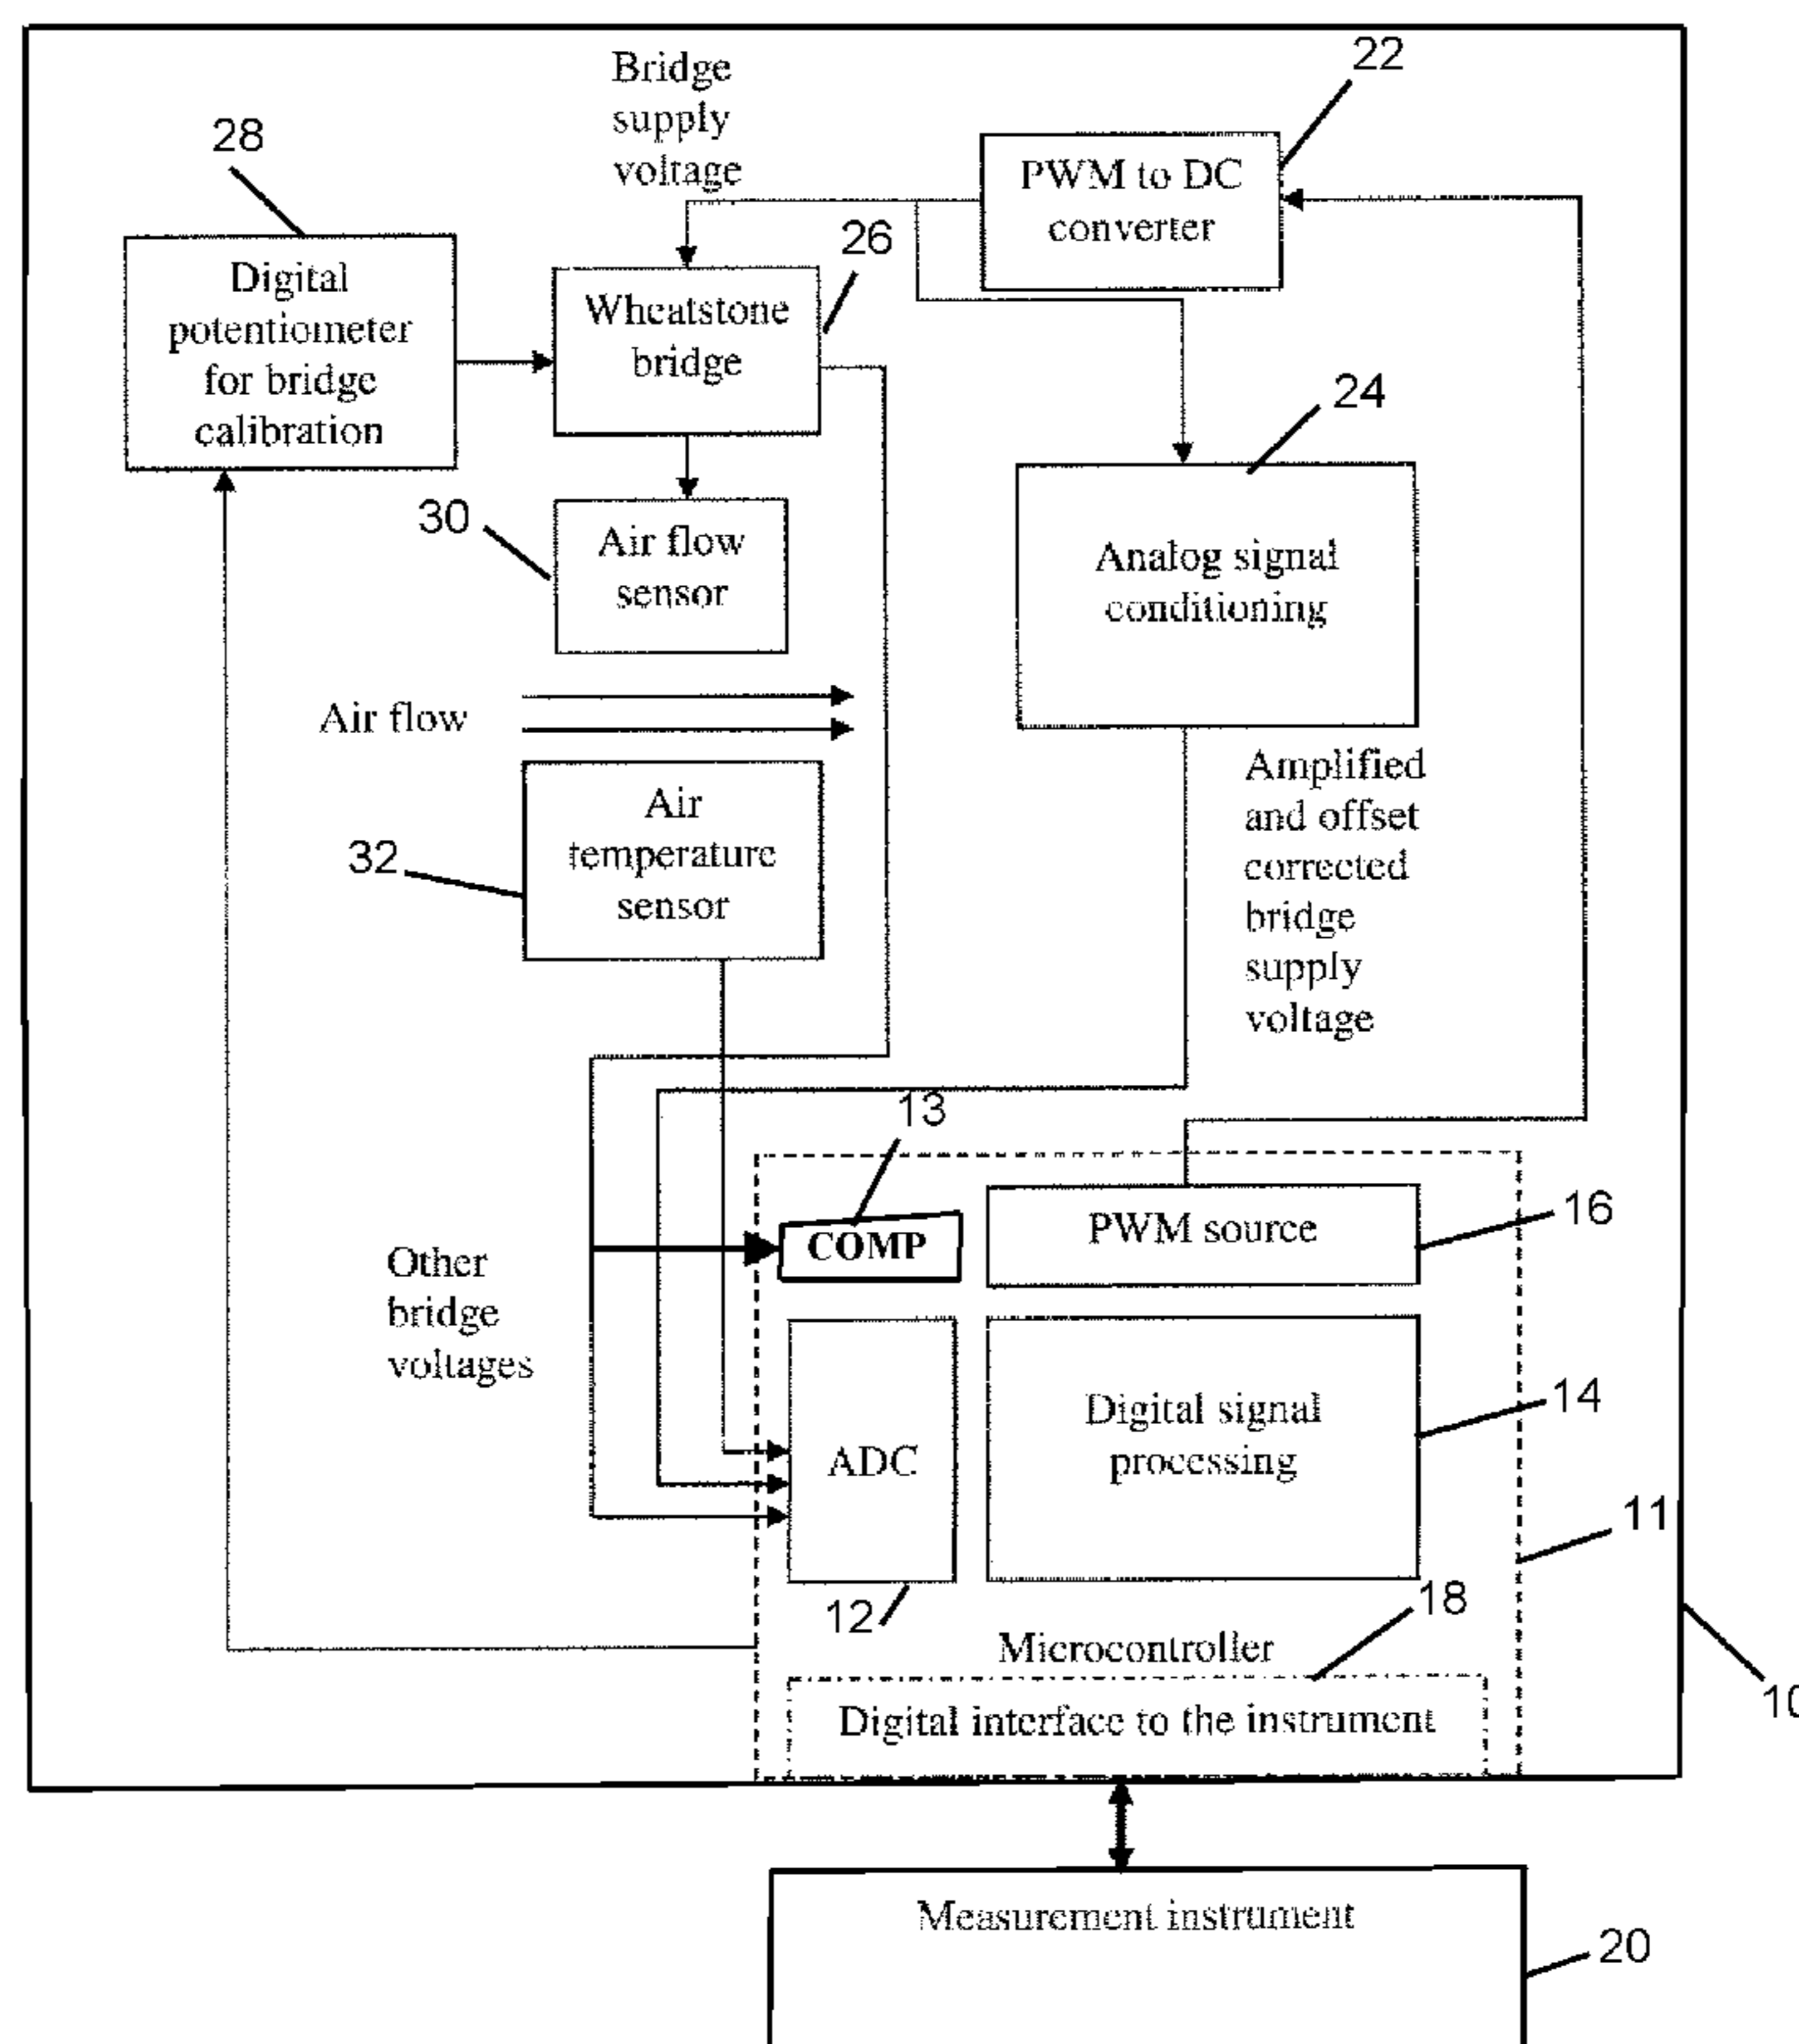 22
Bridge
supply
voltage
28
PWM to DC
converter
26
Digital
potentiometer
for bridge
calibration
Wheatstone
bridge
24
30
Air flow
sensor
Analog signal
conditioning
Air flow
Air
temperature
sensor
32
Amplified
and offset
corrected
bridge
supply
voltage
13
COMP
PWM source
16
Other
bridge
voltages
ADC
Digital signal
processing
14
11
12
18
Microcontroller
10
Digital interface to the instrument
Measurement instrument
20